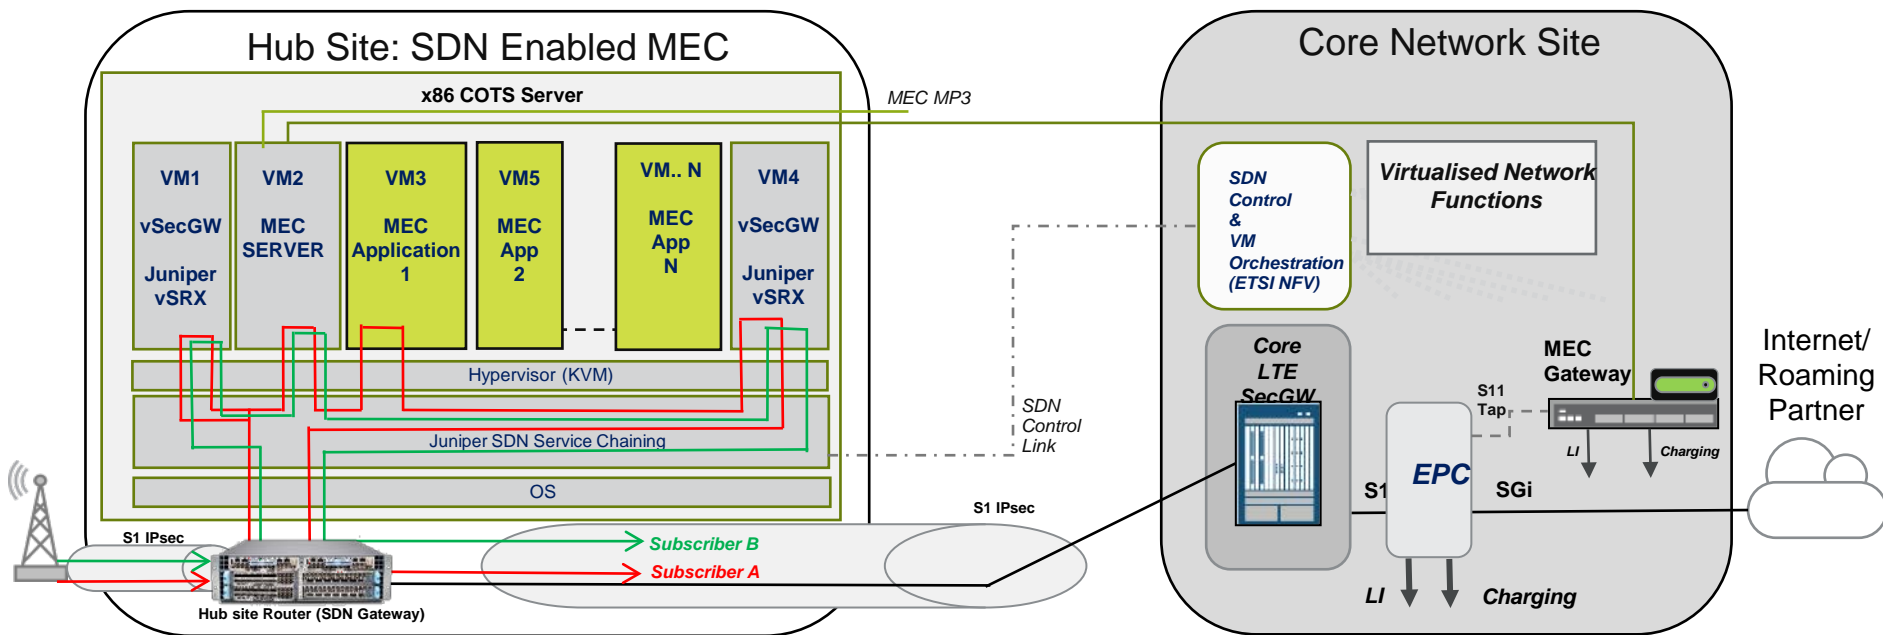 Hub Site: SDN Enabled MEC
x86 COTS Server
MEC MP3
VM1
vSecGW
Juniper
vSRX
VM2
MEC
SERVER
VM3
MEC
Application
1
VM5
MEC
App
2
VM.. N
MEC
App
N
VM4
vSecGW
Juniper
vSRX
Hypervisor (KVM)
Juniper SDN Service Chaining
OS
SDN
Control
Link
S1 IPsec
S1 IPsec
Subscriber B
Subscriber A
Hub site Router (SDN Gateway)
Core Network Site
SDN
Control
&
VM
Orchestration
(ETSI NFV)
Virtualised Network
Functions
Core
LTE
SecGW
MEC
Gateway
S11
Tap
LI
Charging
S1
EPC
SGi
LI
Charging
Internet/
Roaming
Partner